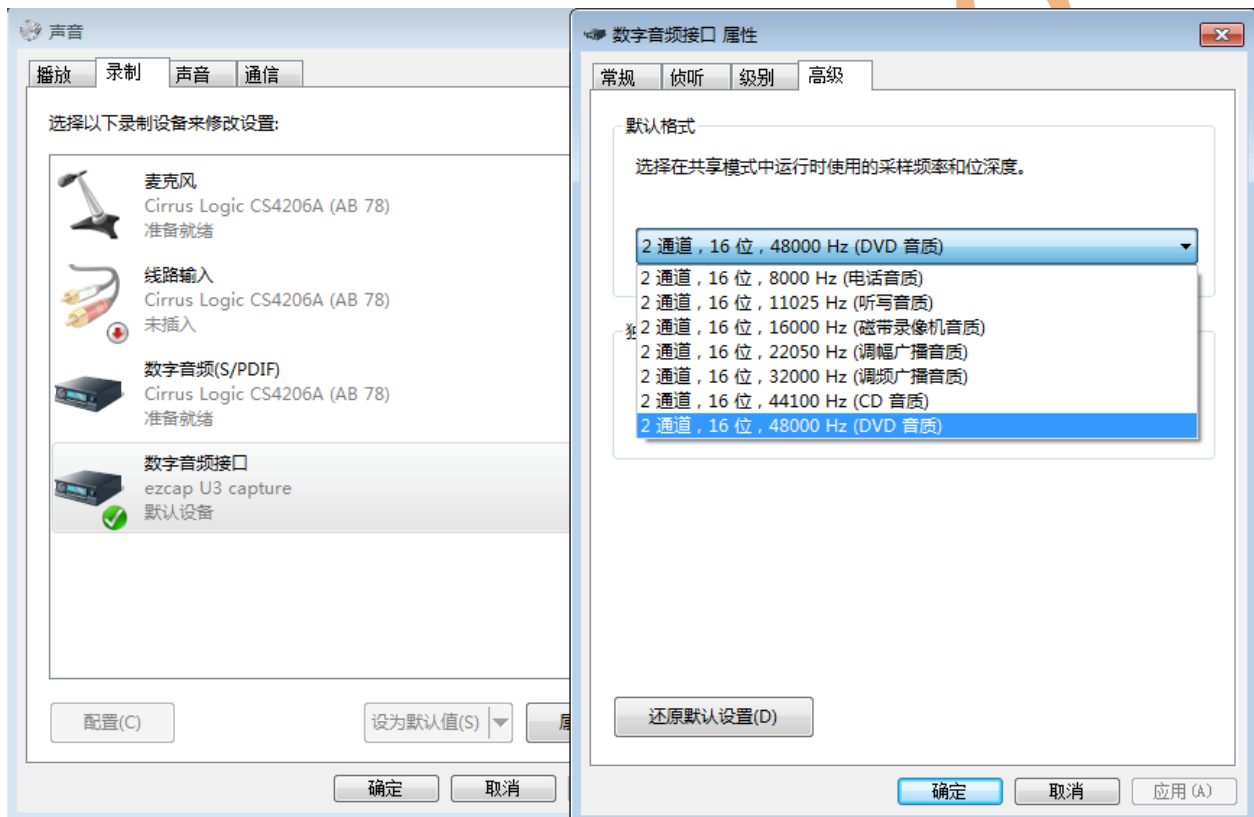 声音
播放
录制
声音
通信
选择以下录制设备来修改设置:
麦克风
Cirrus Logic CS4206A (AB 78)
准备就绪
线路输入
Cirrus Logic CS4206A (AB 78)
未插入
数字音频(S/PDIF)
Cirrus Logic CS4206A (AB 78)
准备就绪
数字音频接口
ezcap U3 capture
默认设备
配置(C)
设为默认值(S)
确定
取消
数字音频接口 属性
常规
侦听
级别
高级
默认格式
选择在共享模式中运行时使用的采样频率和位深度。
2 通道，16 位，48000 Hz (DVD 音质)
2 通道，16 位，8000 Hz (电话音质)
2 通道，16 位，11025 Hz (听写音质)
2 通道，16 位，16000 Hz (磁带录像机音质)
2 通道，16 位，22050 Hz (调幅广播音质)
2 通道，16 位，32000 Hz (调频广播音质)
2 通道，16 位，44100 Hz (CD 音质)
2 通道，16 位，48000 Hz (DVD 音质)
还原默认设置(D)
确定
取消
应用(A)